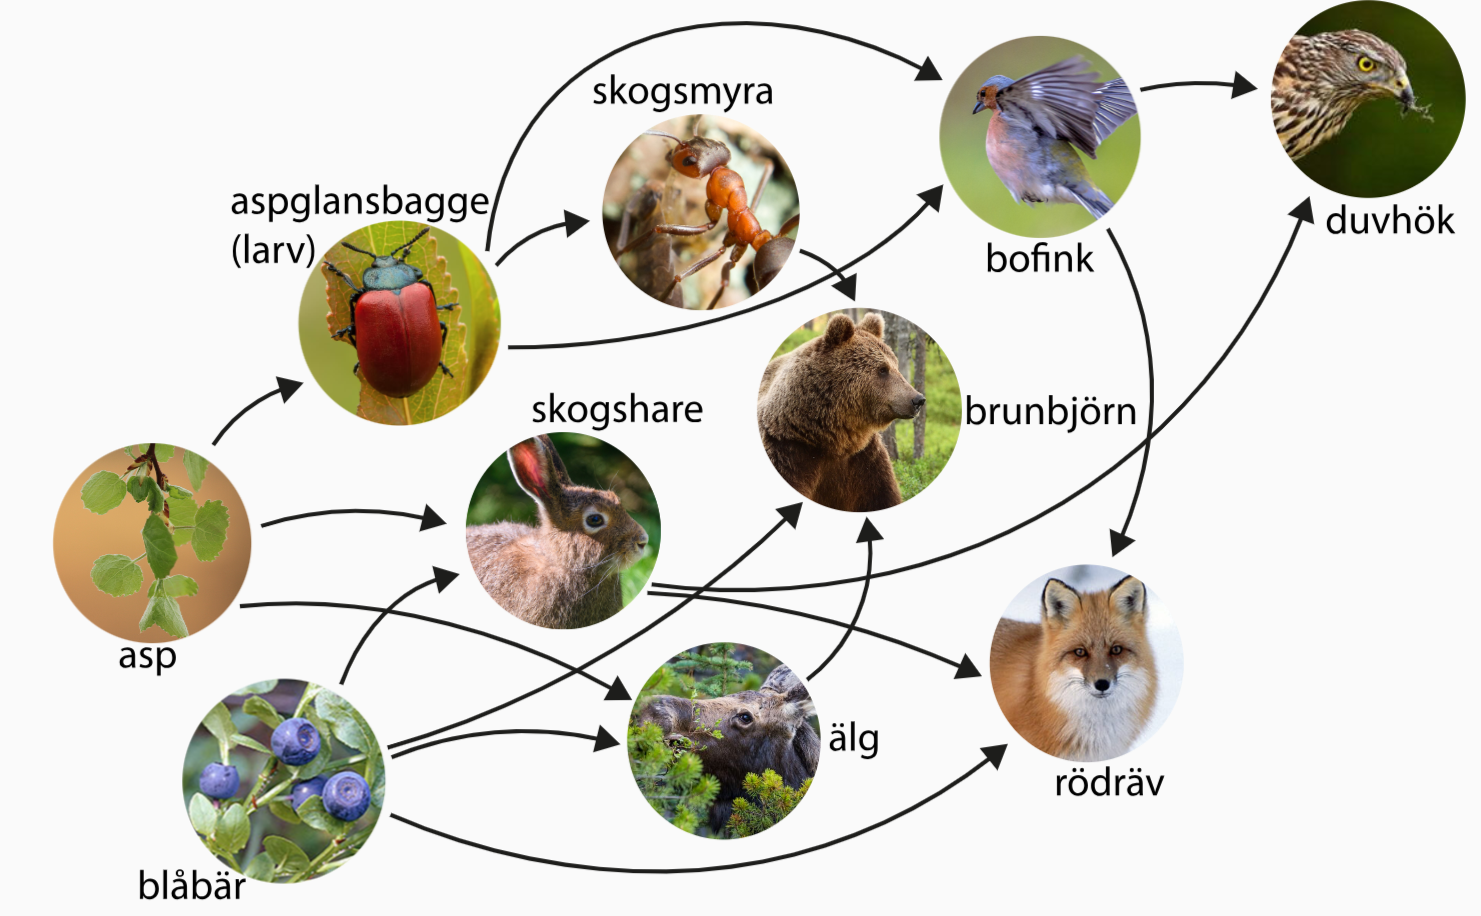 skogsmyra
aspglansbagge
(larv)
bofink
duvhök
skogshare
brunbjörn
asp
älg
rödräv
blåbär